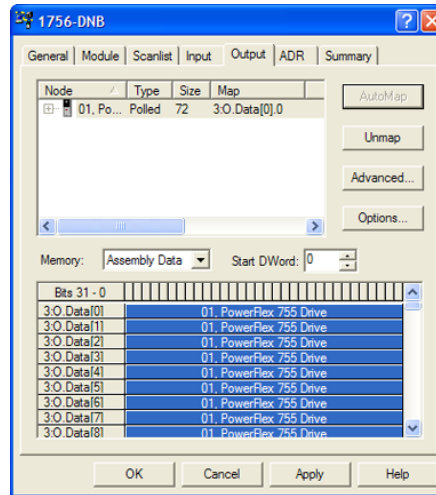 1756-DNB
General Module Scanlist Input Output ADR Summary
Node Type Size Map
01, Po... Polled 72 3:O.Data[0].0
AutoMap
Unmap
Advanced...
Options...
Memory: Assembly Data Start DWord: 0
Bits 31 - 0
3:O.Data[0] 01, PowerFlex 755 Drive
3:O.Data[1] 01, PowerFlex 755 Drive
3:O.Data[2] 01, PowerFlex 755 Drive
3:O.Data[3] 01, PowerFlex 755 Drive
3:O.Data[4] 01, PowerFlex 755 Drive
3:O.Data[5] 01, PowerFlex 755 Drive
3:O.Data[6] 01, PowerFlex 755 Drive
3:O.Data[7] 01, PowerFlex 755 Drive
3:O.Data[8] 01, PowerFlex 755 Drive
OK Cancel Apply Help